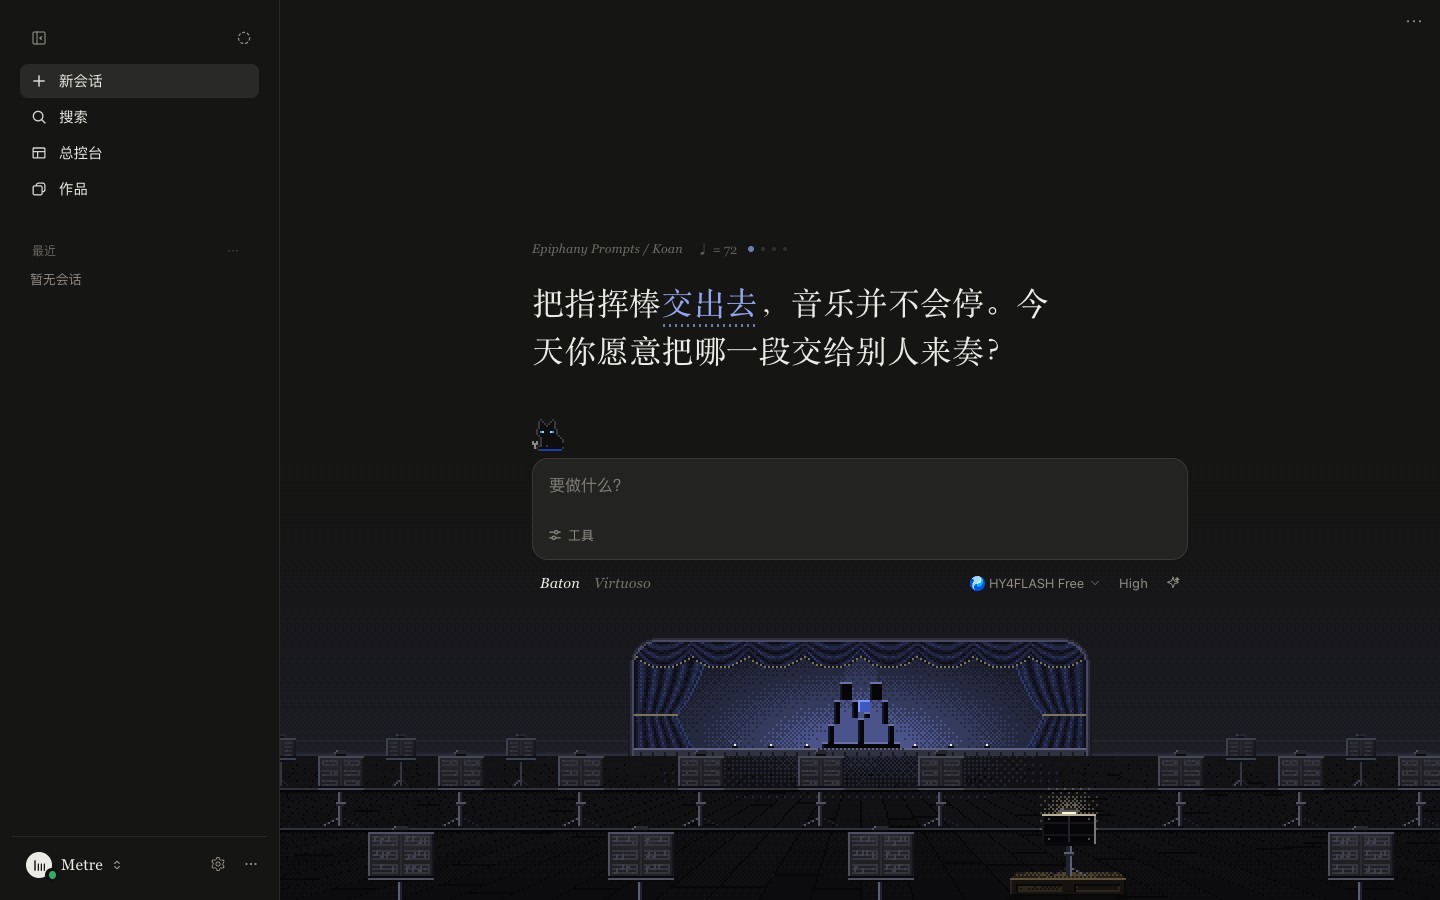 新会话
搜索
总控台
作品
最近
暂无会话
Metre
Epiphany Prompts / Koan ♩ = 72
把指挥棒交出去，音乐并不会停。今
天你愿意把哪一段交给别人来奏？
要做什么？
工具
Baton Virtuoso HY4FLASH Free High